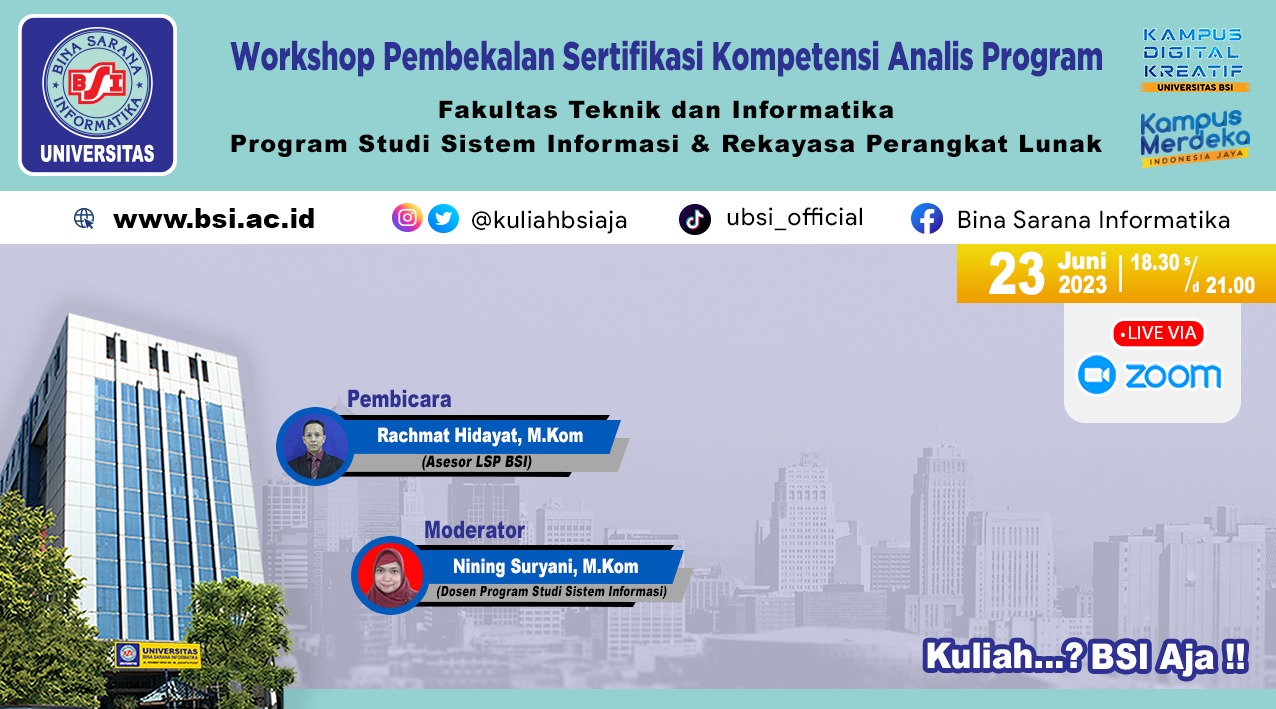 BINA SARANA
BSI
INFORMATIKA
UNIVERSITAS
Workshop Pembekalan Sertifikasi Kompetensi Analis Program
Fakultas Teknik dan Informatika
Program Studi Sistem Informasi & Rekayasa Perangkat Lunak
KAMPUS
DIGITAL
KREATIF
UNIVERSITAS BSI
Kampus
Merdeka
INDONESIA JAYA
www.bsi.ac.id
@kuliahbsiaja
ubsi_official
Bina Sarana Informatika
23 Juni 2023 | 18.30 s/d 21.00
• LIVE VIA
zoom
Pembicara
Rachmat Hidayat, M.Kom
(Asesor LSP BSI)
Moderator
Nining Suryani, M.Kom
(Dosen Program Studi Sistem Informasi)
UNIVERSITAS
BINA SARANA INFORMATIKA
Kuliah...? BSI Aja !!